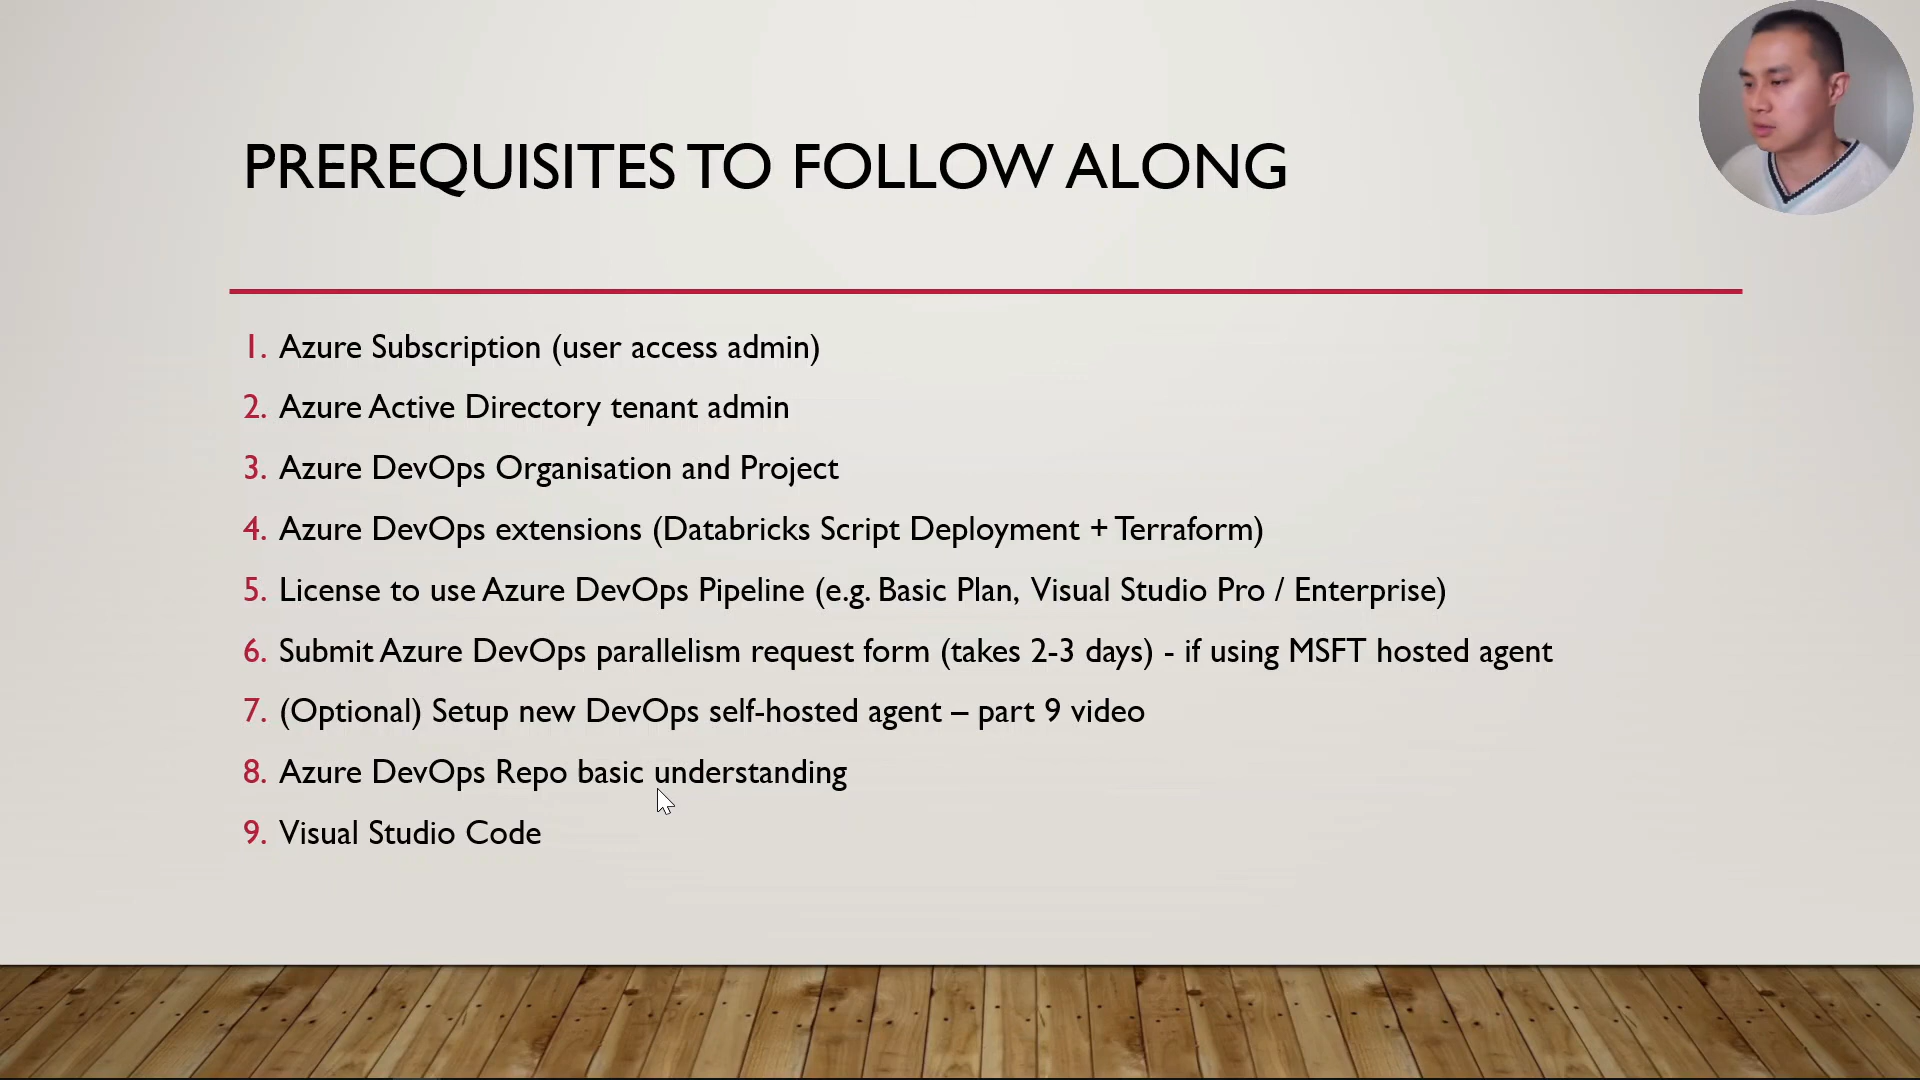 PREREQUISITES TO FOLLOW ALONG
1. Azure Subscription (user access admin)
2. Azure Active Directory tenant admin
3. Azure DevOps Organisation and Project
4. Azure DevOps extensions (Databricks Script Deployment + Terraform)
5. License to use Azure DevOps Pipeline (e.g. Basic Plan, Visual Studio Pro / Enterprise)
6. Submit Azure DevOps parallelism request form (takes 2-3 days) - if using MSFT hosted agent
7. (Optional) Setup new DevOps self-hosted agent – part 9 video
8. Azure DevOps Repo basic understanding
9. Visual Studio Code